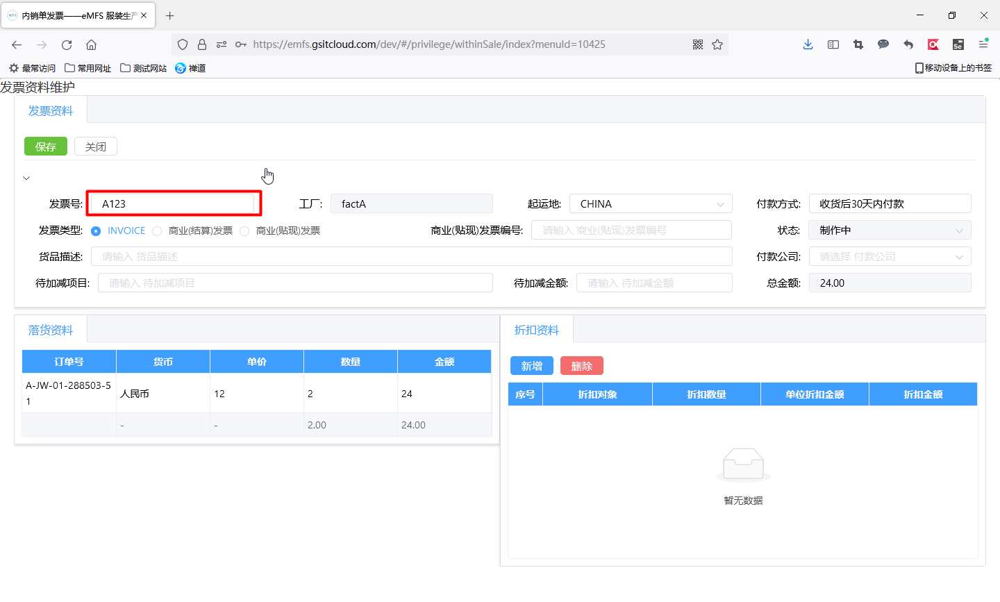 内销单发票——eMFS 服装生产
https://emfs.gsitcloud.com/dev/#/privilege/withinSale/index?menuId=10425
最常访问 常用网址 测试网站 禅道 移动设备上的书签
发票资料维护
发票资料
保存 关闭
发票号: A123 工厂: factA 起运地: CHINA 付款方式: 收货后30天内付款
发票类型: INVOICE 商业(结算)发票 商业(贴现)发票 商业(贴现)发票编号: 请输入 商业(贴现)发票编号 状态: 制作中
货品描述: 请输入 货品描述 付款公司: 请选择 付款公司
待加减项目: 请输入 待加减项目 待加减金额: 请输入 待加减金额 总金额: 24.00
落货资料
订单号 货币 单价 数量 金额
A-JW-01-288503-5
1 人民币 12 2 24
- - 2.00 24.00
折扣资料
新增 删除
序号 折扣对象 折扣数量 单位折扣金额 折扣金额
暂无数据